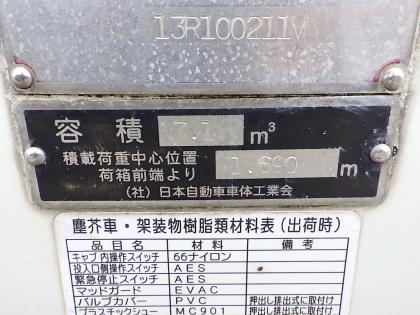 13R100211M
容積 7.1 m³
積載荷重中心位置
荷箱前端より 1.690 m
(社)日本自動車車体工業会
塵芥車・架装物樹脂類材料表(出荷時)
品名 材料 備考
キャブ内操作スイッチ 66ナイロン
投入口側操作スイッチ AES
緊急停止スイッチ AES
マッドガード EVAC
バルブカバー PVC 押出し排出式に取付け
プラスチックシュー MC901 押出し排出式に取付け